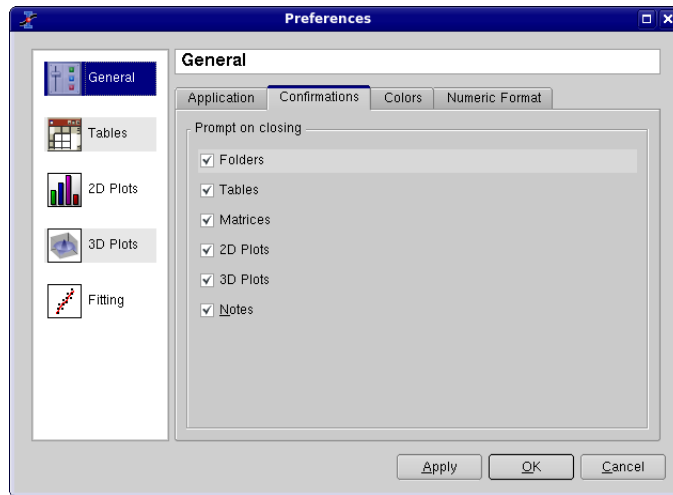 Preferences
General
Tables
2D Plots
3D Plots
Fitting
General
Application Confirmations Colors Numeric Format
Prompt on closing
Folders
Tables
Matrices
2D Plots
3D Plots
Notes
Apply OK Cancel